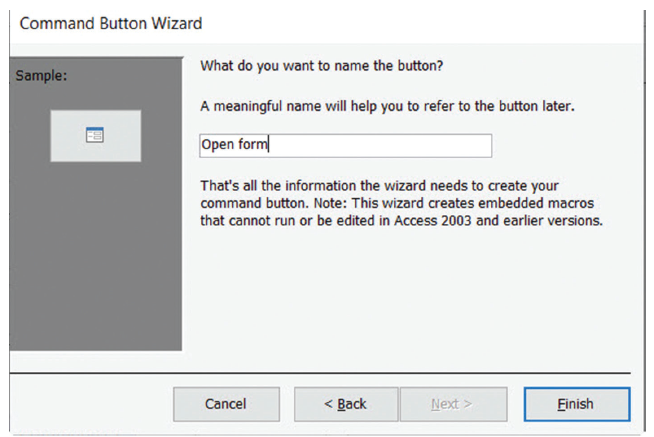 Command Button Wizard
Sample:
What do you want to name the button?
A meaningful name will help you to refer to the button later.
Open form
That's all the information the wizard needs to create your
command button. Note: This wizard creates embedded macros
that cannot run or be edited in Access 2003 and earlier versions.
Cancel
< Back
Next >
Finish